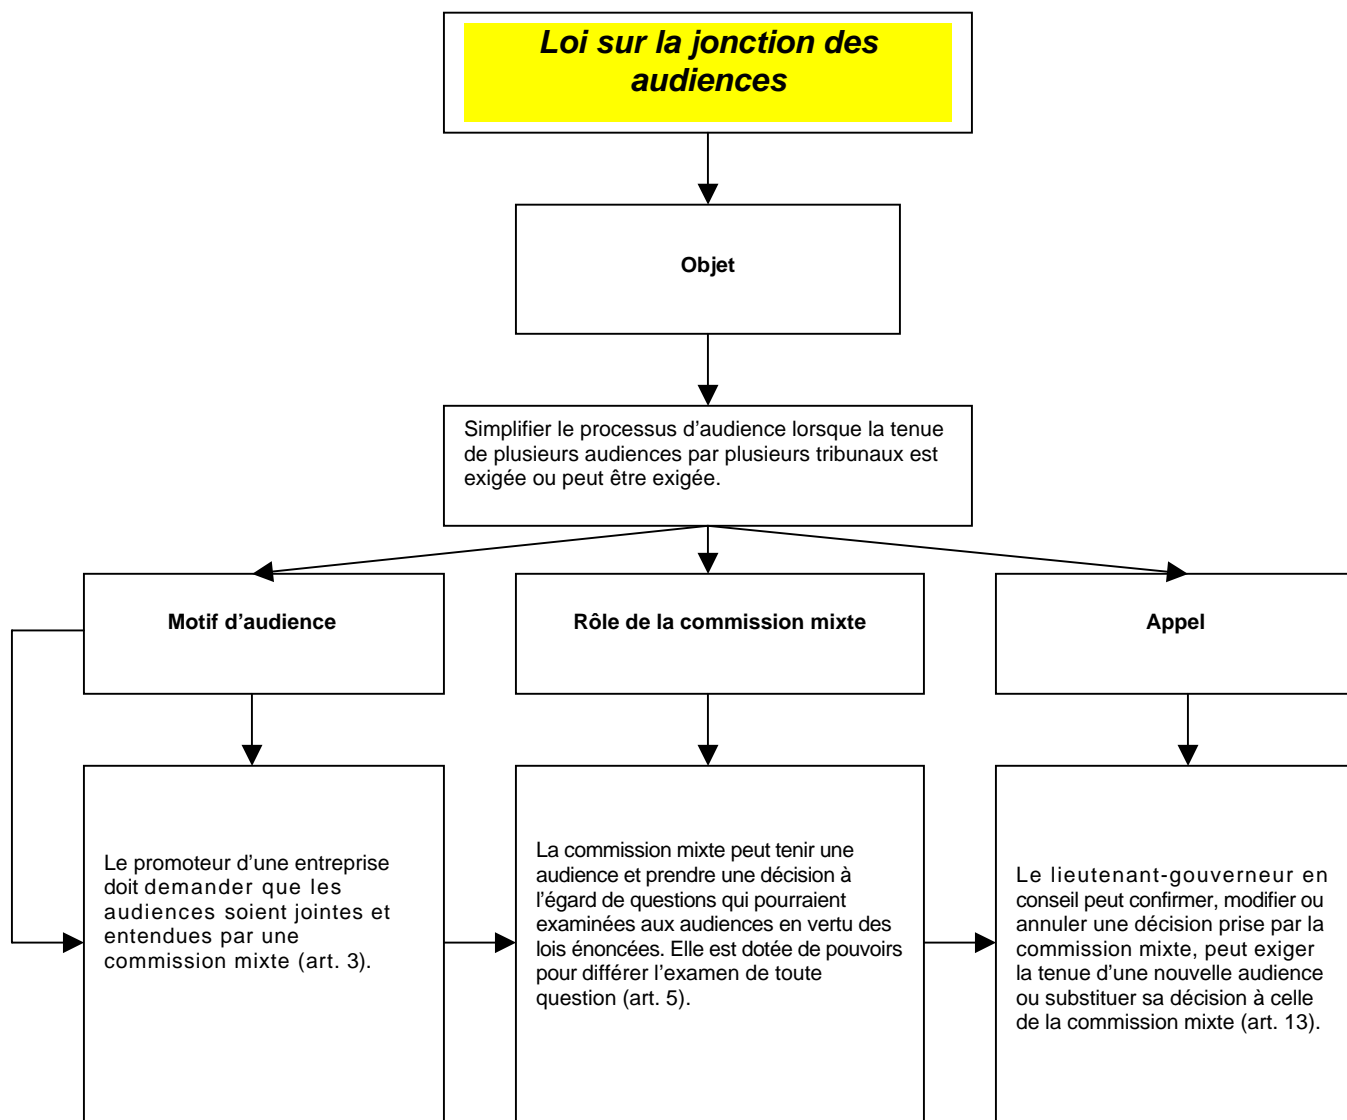 Loi sur la jonction des
audiences
Objet
Simplifier le processus d’audience lorsque la tenue
de plusieurs audiences par plusieurs tribunaux est
exigée ou peut être exigée.
Motif d’audience
Rôle de la commission mixte
Appel
Le promoteur d’une entreprise
doit demander que les
audiences soient jointes et
entendues par une
commission mixte (art. 3).
La commission mixte peut tenir une
audience et prendre une décision à
l’égard de questions qui pourraient
examinées aux audiences en vertu des
lois énoncées. Elle est dotée de pouvoirs
pour différer l’examen de toute
question (art. 5).
Le lieutenant-gouverneur en
conseil peut confirmer, modifier ou
annuler une décision prise par la
commission mixte, peut exiger
la tenue d’une nouvelle audience
ou substituer sa décision à celle
de la commission mixte (art. 13).